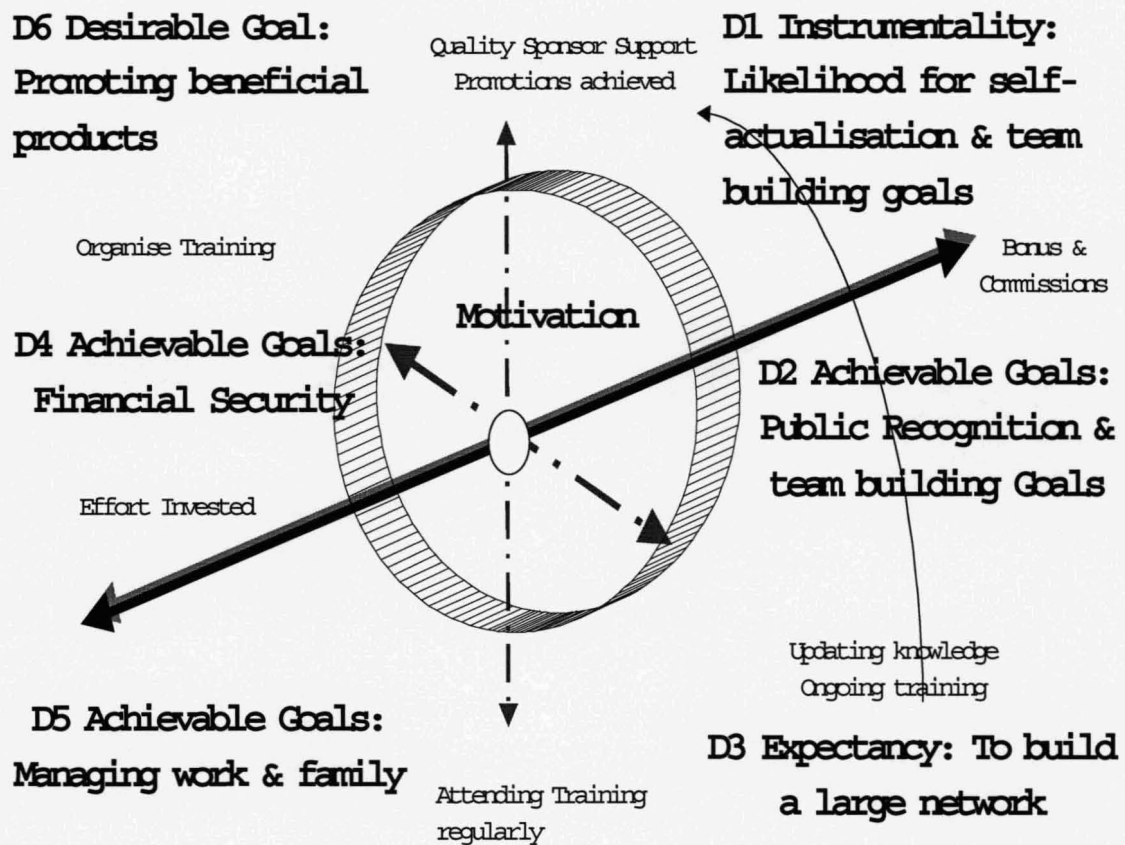 D6 Desirable Goal:
Promoting beneficial
products
Quality Sponsor Support
Promotions achieved
D1 Instrumentality:
Likelihood for self-
actualisation & team
building goals
Organise Training
Bonus &
Commissions
Motivation
D4 Achievable Goals:
Financial Security
D2 Achievable Goals:
Public Recognition &
team building Goals
Effort Invested
Updating knowledge
Ongoing training
D5 Achievable Goals:
Managing work & family
D3 Expectancy: To build
a large network
Attending Training
regularly